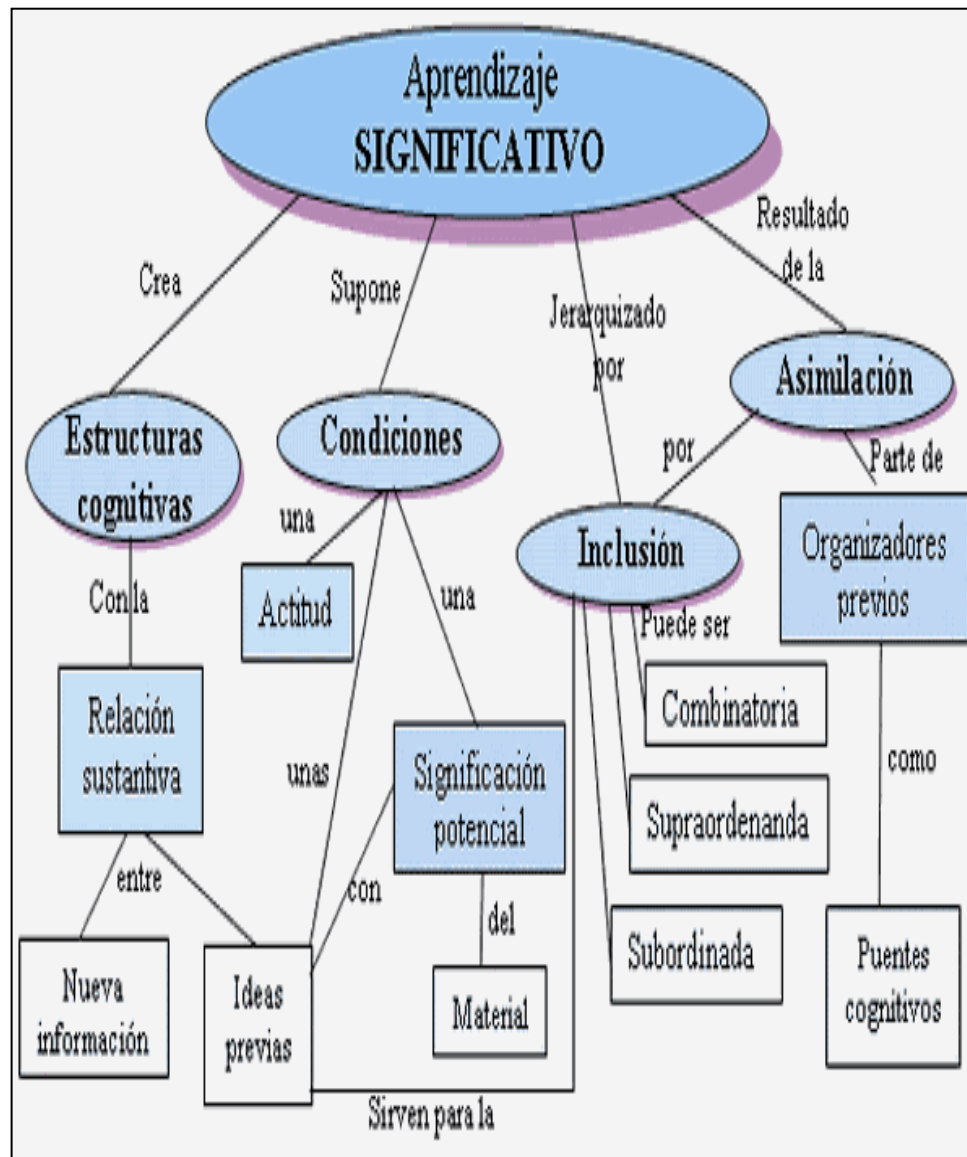 Aprendizaje
SIGNIFICATIVO
Crea
Supone
Jerarquizado
por
Resultado
de la
Estructuras
cognitivas
Condiciones
Asimilación
por
Parte de
Inclusión
Organizadores
previos
una
Actitud
una
Con la
Puede ser
Relación
sustantiva
Combinatoria
unas
Significación
potencial
como
Supraordenanda
entre
con
del
Subordinada
Nueva
información
Ideas
previas
Material
Puentes
cognitivos
Sirven para la